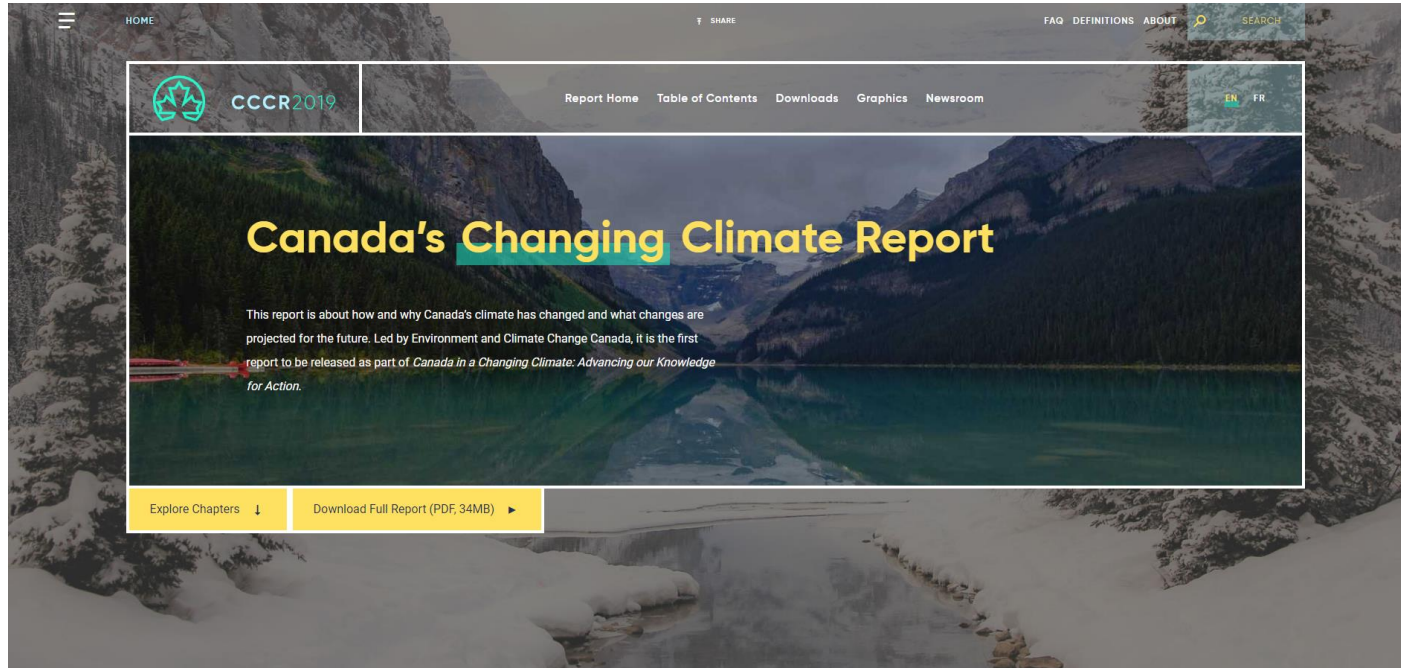 HOME
SHARE
FAQ DEFINITIONS ABOUT SEARCH
CCCR2019
Report Home Table of Contents Downloads Graphics Newsroom
EN FR
Canada's Changing Climate Report
This report is about how and why Canada's climate has changed and what changes are
projected for the future. Led by Environment and Climate Change Canada, it is the first
report to be released as part of Canada in a Changing Climate: Advancing our Knowledge
for Action.
Explore Chapters ↓ Download Full Report (PDF, 34MB) ►